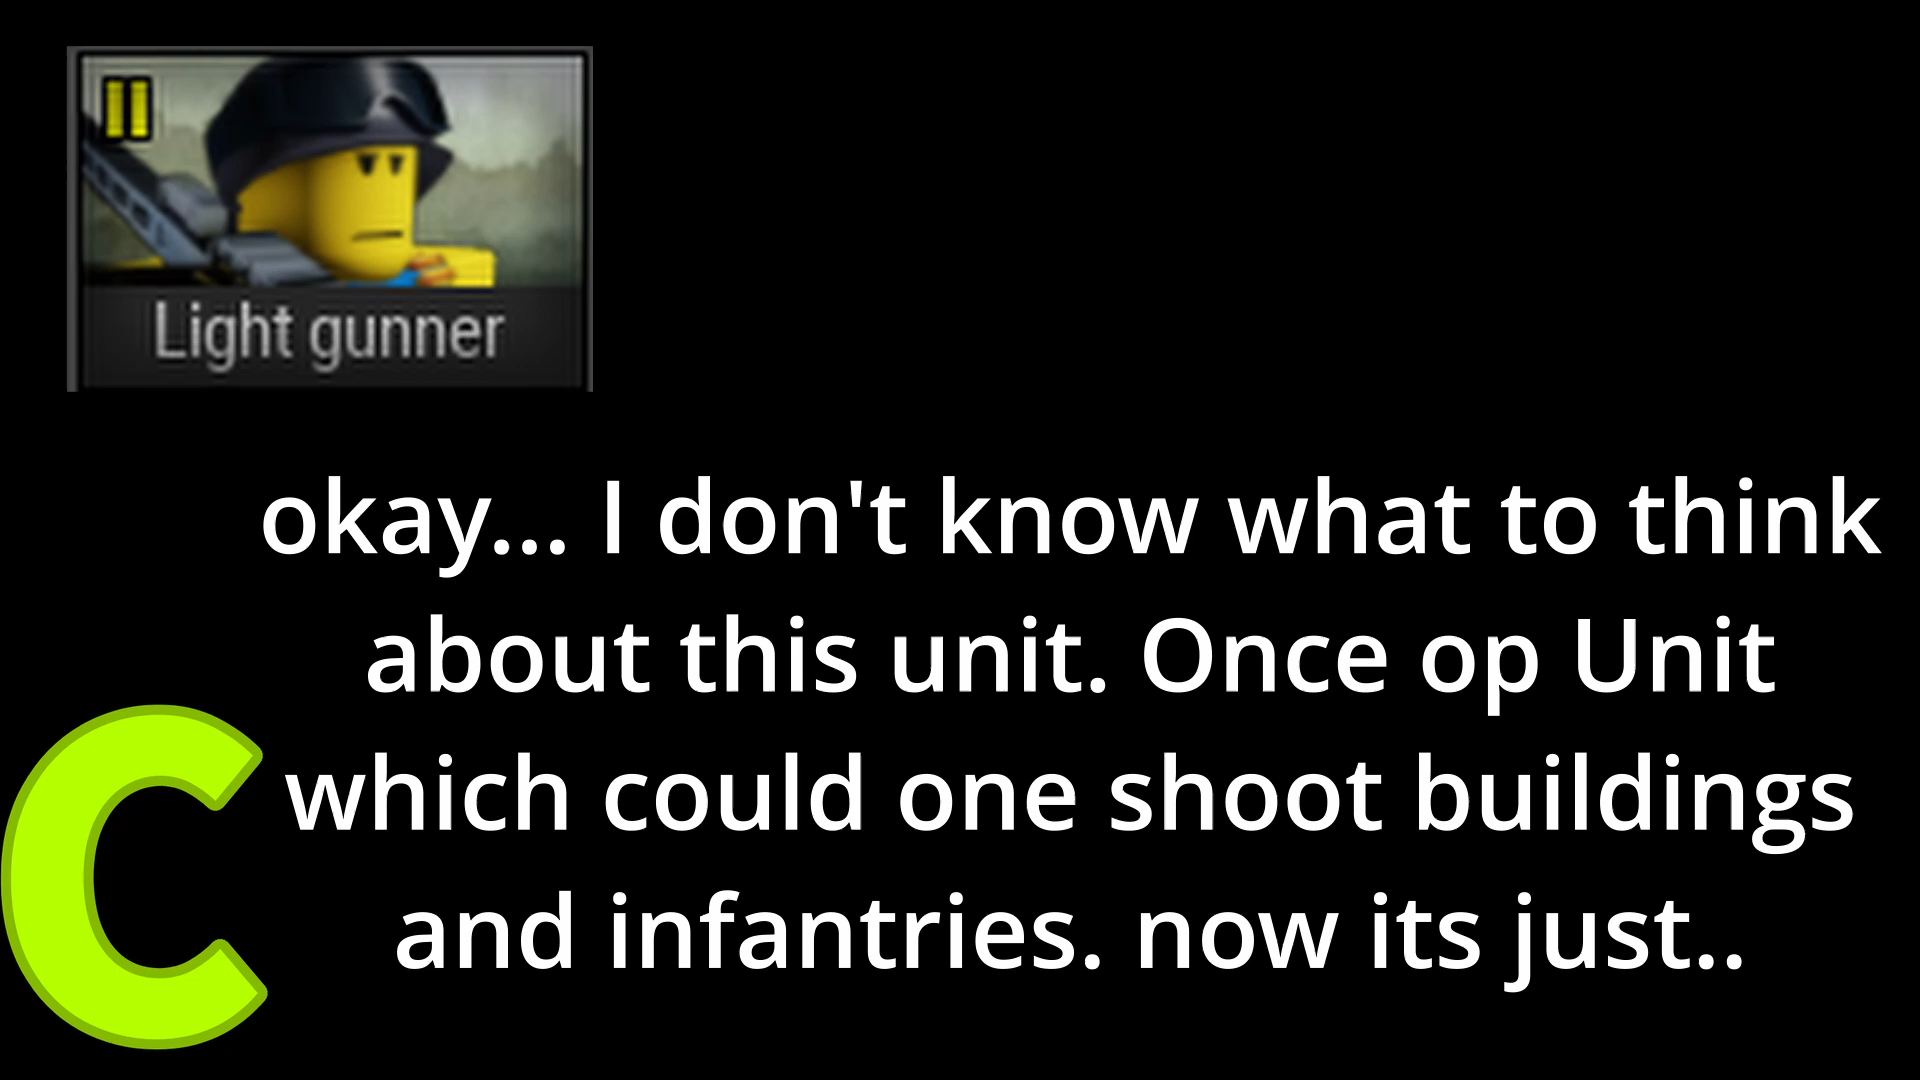 Light gunner
okay... I don't know what to think
about this unit. Once op Unit
which could one shoot buildings
and infantries. now its just..
C